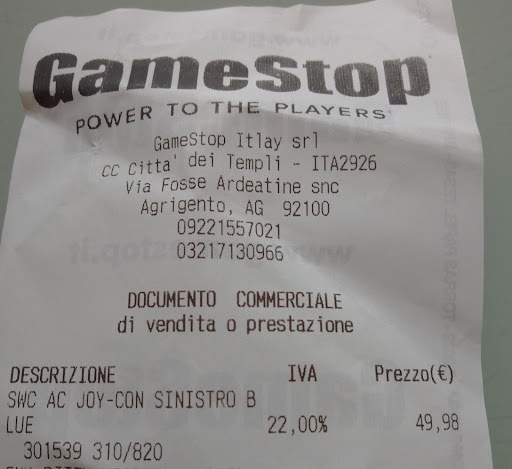 GameStop
POWER TO THE PLAYERS
GameStop Itlay srl
CC Citta' dei Templi - ITA2926
Via Fosse Ardeatine snc
Agrigento, AG 92100
09221557021
03217130966
DOCUMENTO COMMERCIALE
di vendita o prestazione
DESCRIZIONE IVA Prezzo(€)
SWC AC JOY-CON SINISTRO B
LUE 22,00% 49,98
301539 310/820